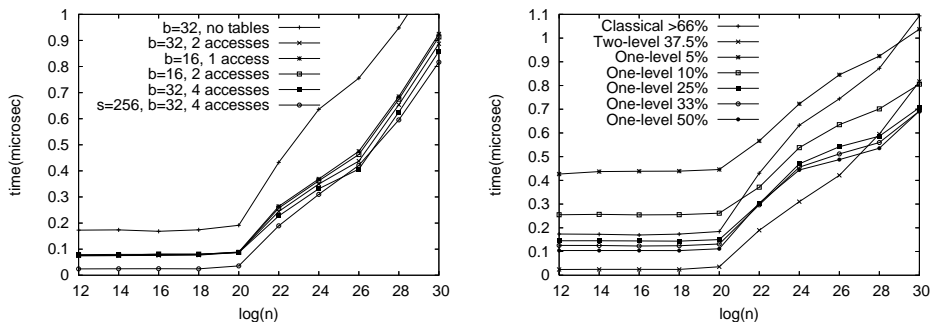 time(microsec)
1
0.9
0.8
0.7
0.6
0.5
0.4
0.3
0.2
0.1
0
b=32, no tables
b=32, 2 accesses
b=16, 1 access
b=16, 2 accesses
b=32, 4 accesses
s=256, b=32, 4 accesses
12 14 16 18 20 22 24 26 28 30
log(n)
time(microsec)
1.1
1
0.9
0.8
0.7
0.6
0.5
0.4
0.3
0.2
0.1
0
Classical >66%
Two-level 37.5%
One-level 5%
One-level 10%
One-level 25%
One-level 33%
One-level 50%
12 14 16 18 20 22 24 26 28 30
log(n)